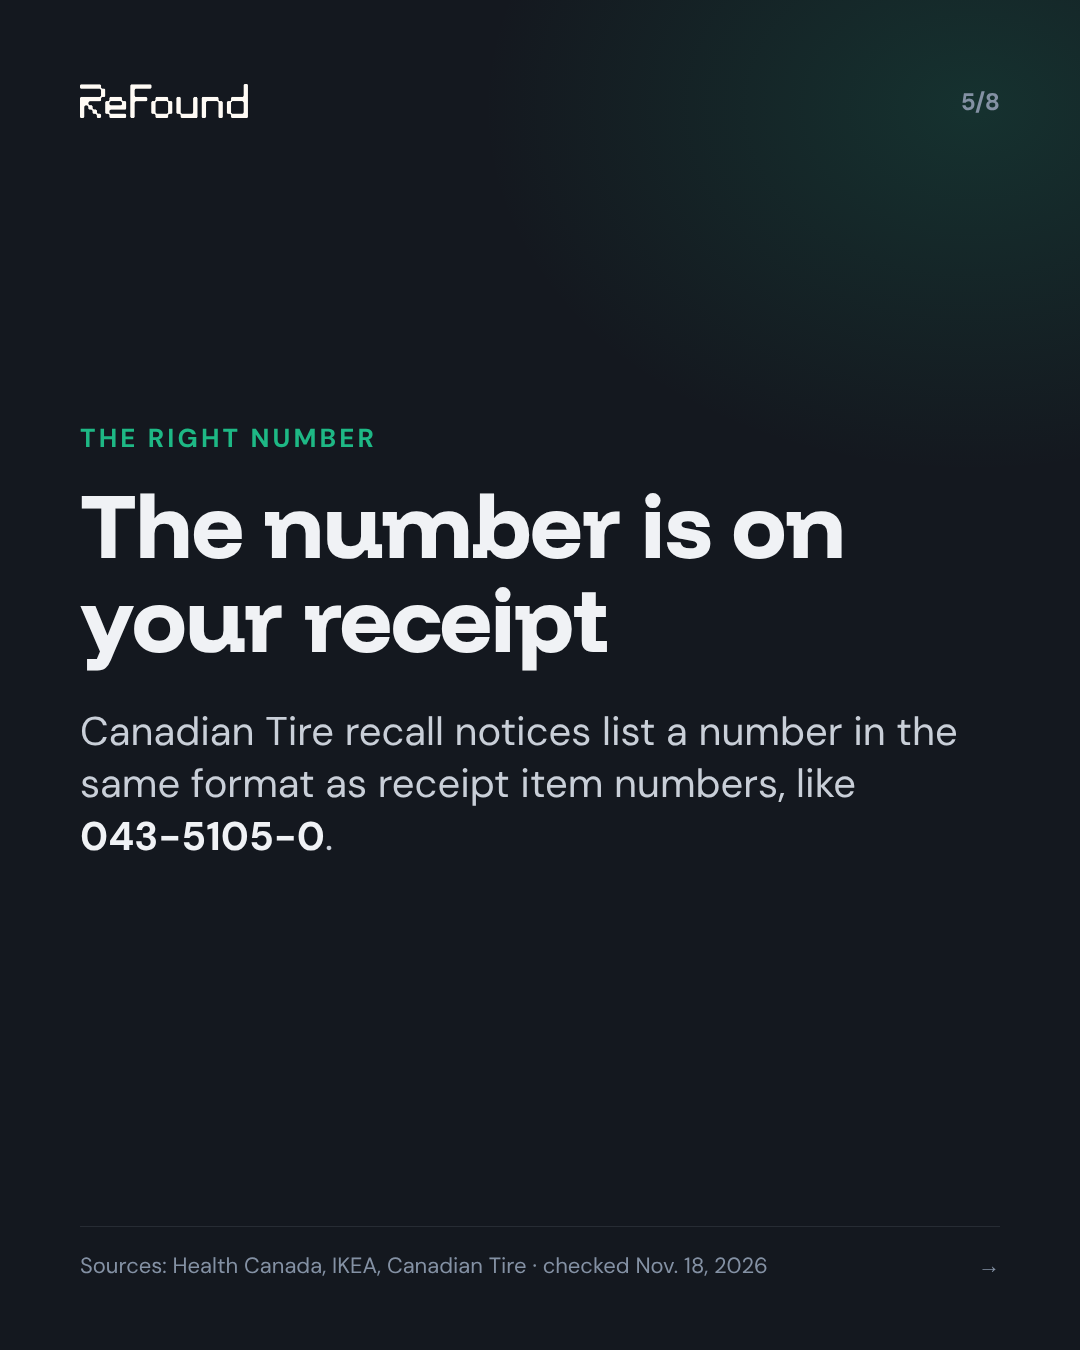 ReFound
5/8
THE RIGHT NUMBER
The number is on
your receipt
Canadian Tire recall notices list a number in the
same format as receipt item numbers, like
043-5105-0.
Sources: Health Canada, IKEA, Canadian Tire · checked Nov. 18, 2026 →